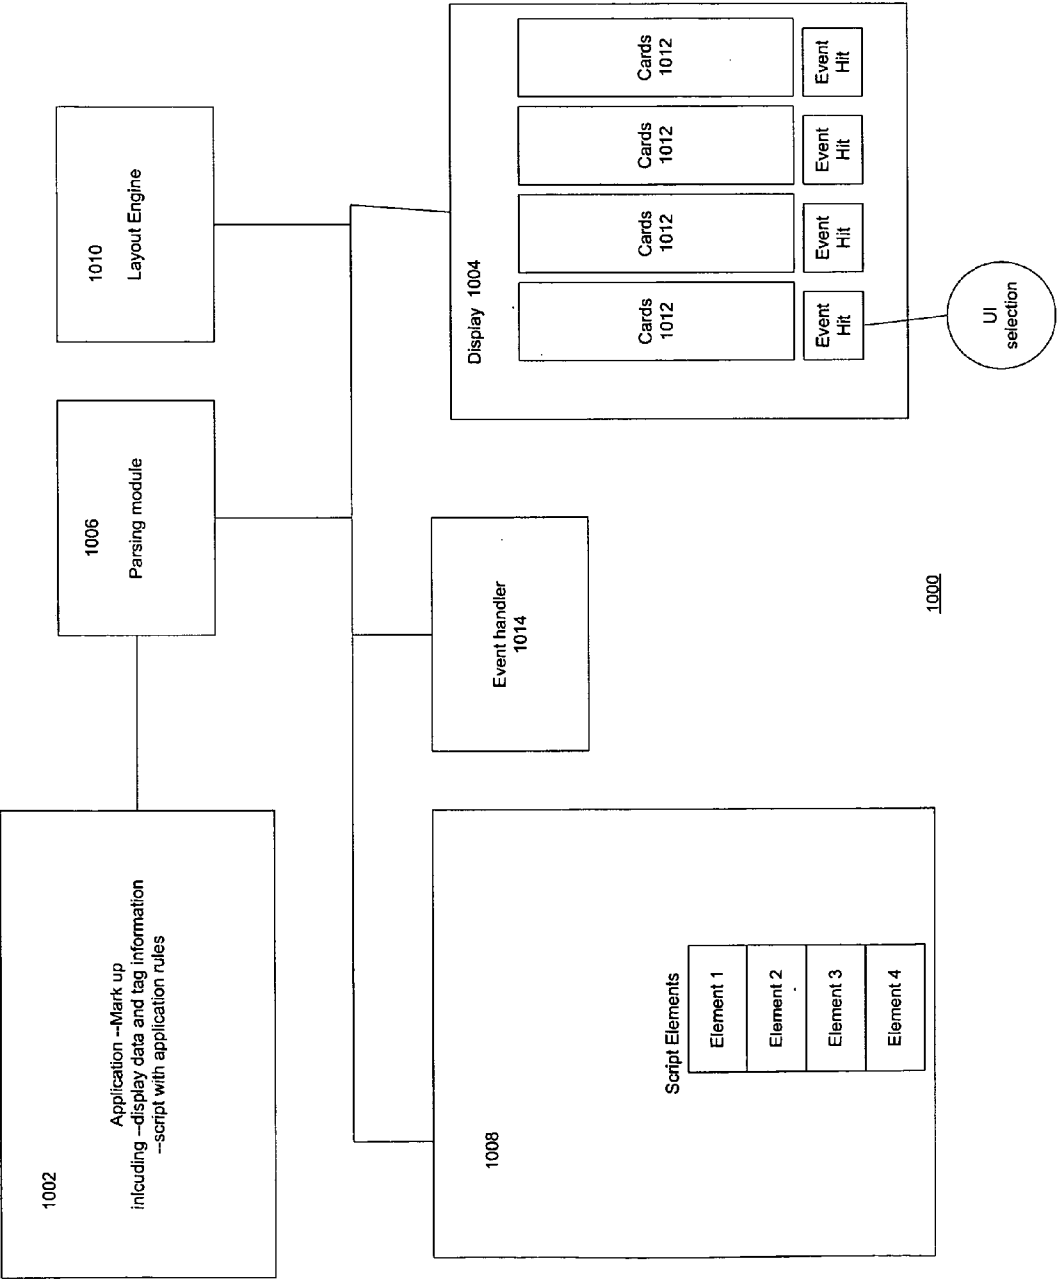 1002
Application --Mark up
inlcuding --display data and tag information
--script with application rules
1006
Parsing module
1010
Layout Engine
1008
Script Elements
Element 1
Element 2
Element 3
Element 4
Event handler
1014
Display 1004
Cards
1012
Cards
1012
Cards
1012
Cards
1012
Event
Hit
Event
Hit
Event
Hit
Event
Hit
UI
selection
1000